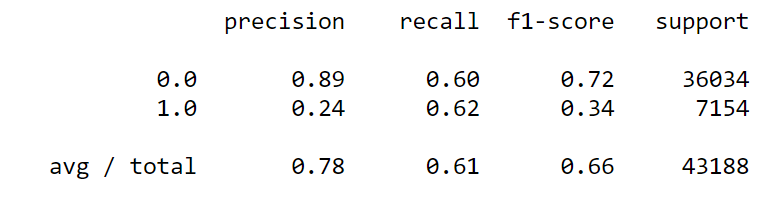 precision recall f1-score support
0.0 0.89 0.60 0.72 36034
1.0 0.24 0.62 0.34 7154
avg / total 0.78 0.61 0.66 43188